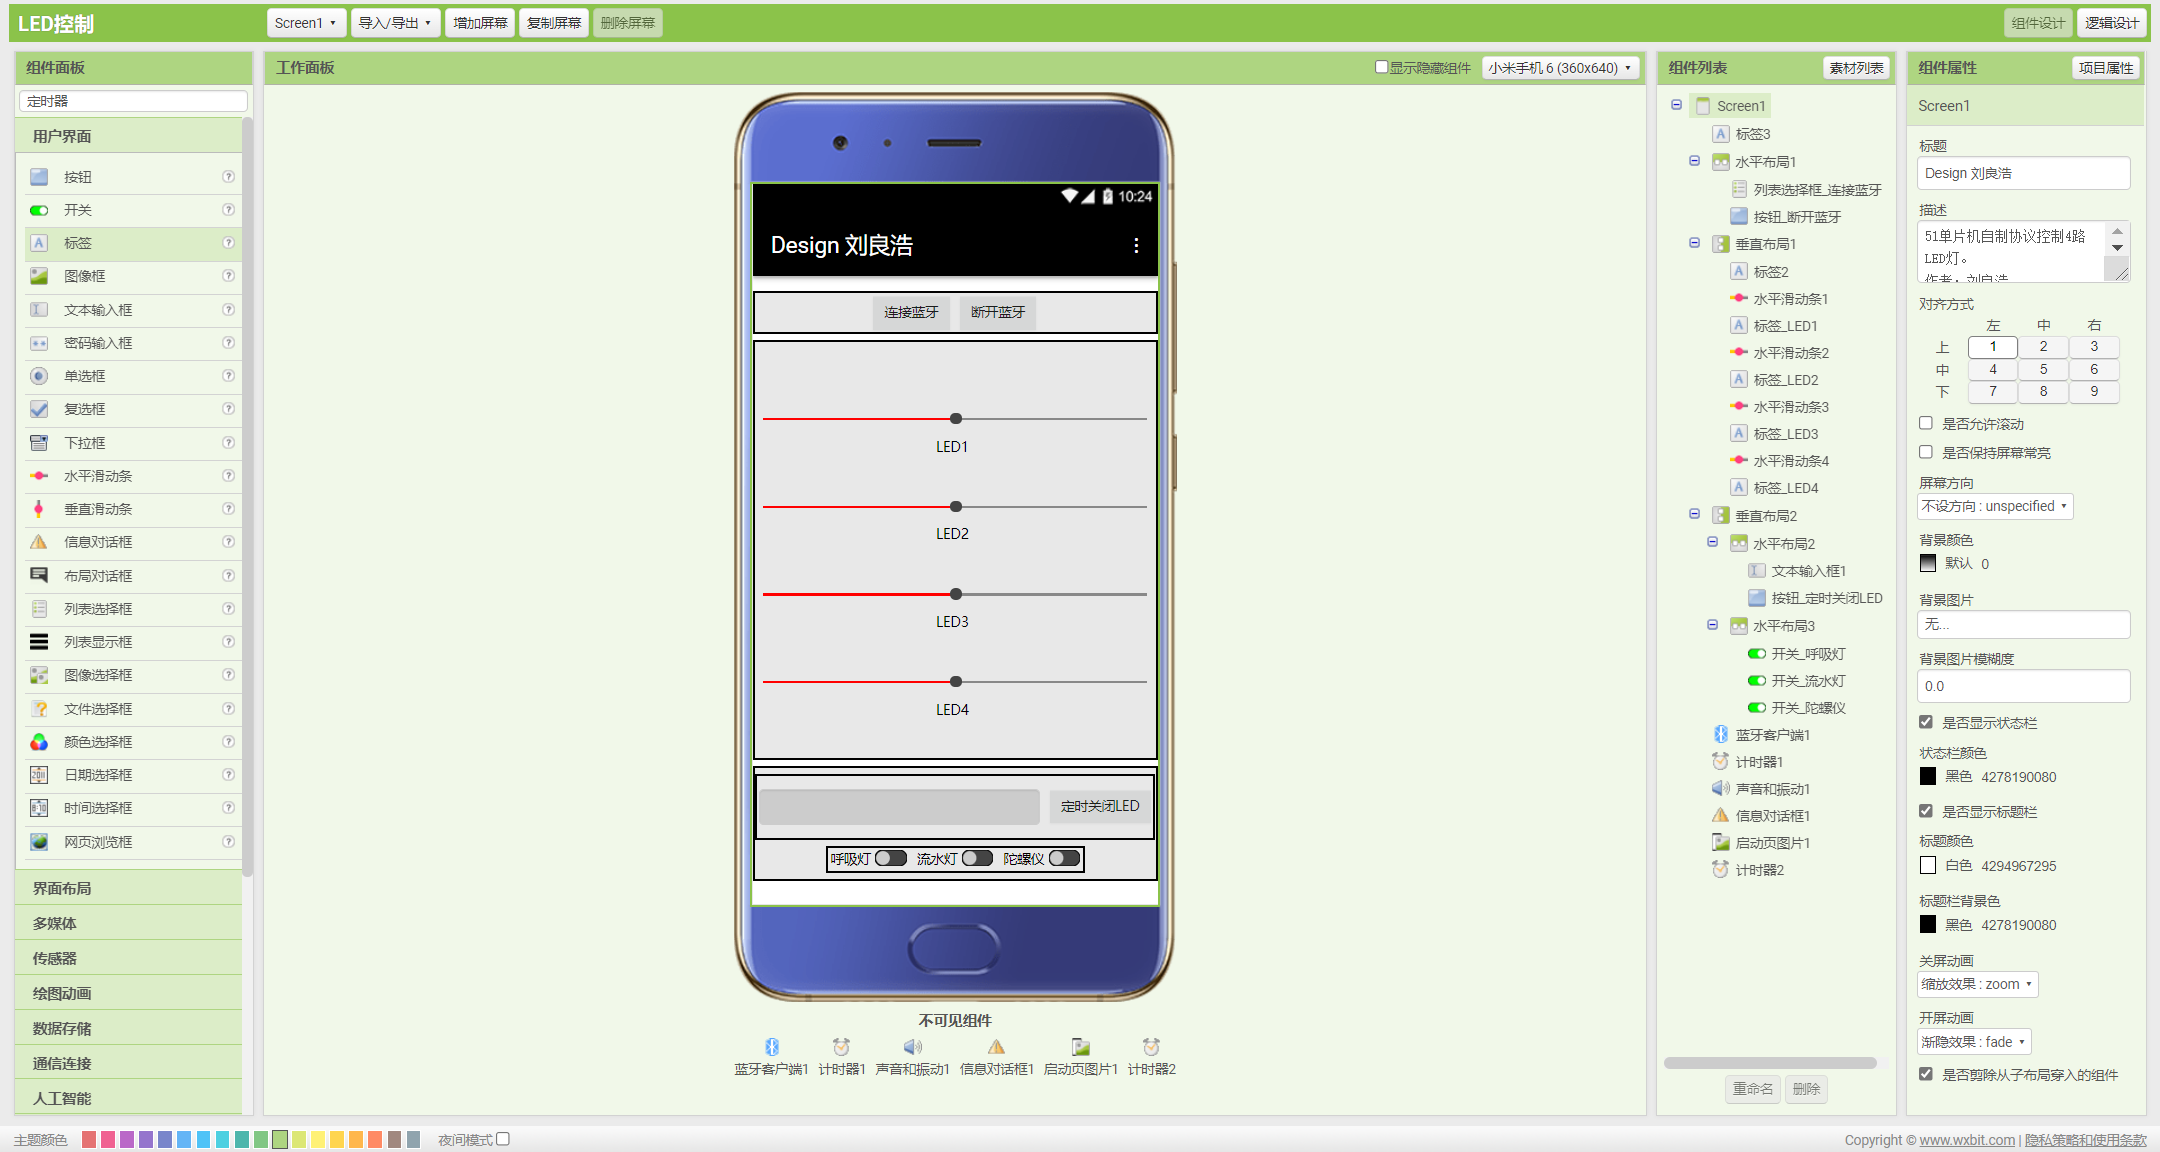 LED控制
Screen1
导入/导出
增加屏幕
复制屏幕
删除屏幕
组件设计
逻辑设计
组件面板
定时器
用户界面
按钮
开关
标签
图像框
文本输入框
密码输入框
单选框
复选框
下拉框
水平滑动条
垂直滑动条
信息对话框
布局对话框
列表选择框
列表显示框
图像选择框
文件选择框
颜色选择框
日期选择框
时间选择框
网页浏览框
界面布局
多媒体
传感器
绘图动画
数据存储
通信连接
人工智能
工作面板
显示隐藏组件
小米手机 6 (360x640)
10:24
Design 刘良浩
连接蓝牙
断开蓝牙
LED1
LED2
LED3
LED4
定时关闭LED
呼吸灯
流水灯
陀螺仪
不可见组件
蓝牙客户端1
计时器1
声音和振动1
信息对话框1
启动页图片1
计时器2
组件列表
素材列表
Screen1
标签3
水平布局1
列表选择框_连接蓝牙
按钮_断开蓝牙
垂直布局1
标签2
水平滑动条1
标签_LED1
水平滑动条2
标签_LED2
水平滑动条3
标签_LED3
水平滑动条4
标签_LED4
垂直布局2
水平布局2
文本输入框1
按钮_定时关闭LED
水平布局3
开关_呼吸灯
开关_流水灯
开关_陀螺仪
蓝牙客户端1
计时器1
声音和振动1
信息对话框1
启动页图片1
计时器2
重命名
删除
组件属性
项目属性
Screen1
标题
Design 刘良浩
描述
51单片机自制协议控制4路
LED灯。
作者：刘良浩
对齐方式
左 中 右
上 1 2 3
中 4 5 6
下 7 8 9
是否允许滚动
是否保持屏幕常亮
屏幕方向
不设方向 : unspecified
背景颜色
默认 0
背景图片
无...
背景图片模糊度
0.0
是否显示状态栏
状态栏颜色
黑色 4278190080
是否显示标题栏
标题颜色
白色 4294967295
标题栏背景色
黑色 4278190080
关屏动画
缩放效果 : zoom
开屏动画
渐隐效果 : fade
是否剪除从子布局穿入的组件
主题颜色
夜间模式
Copyright © www.wxbit.com | 隐私策略和使用条款